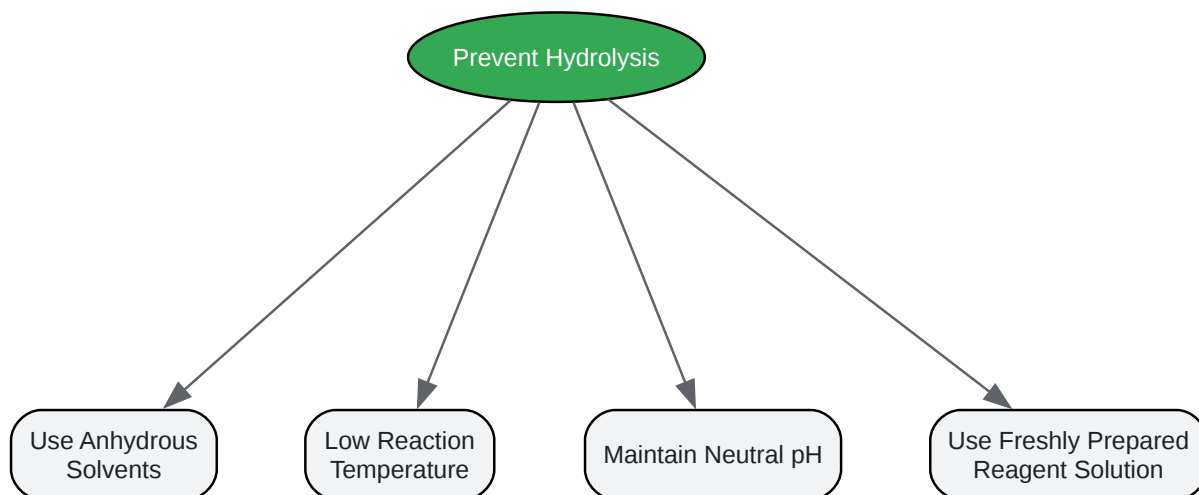 Prevent Hydrolysis
Use Anhydrous
Solvents
Low Reaction
Temperature
Maintain Neutral pH
Use Freshly Prepared
Reagent Solution